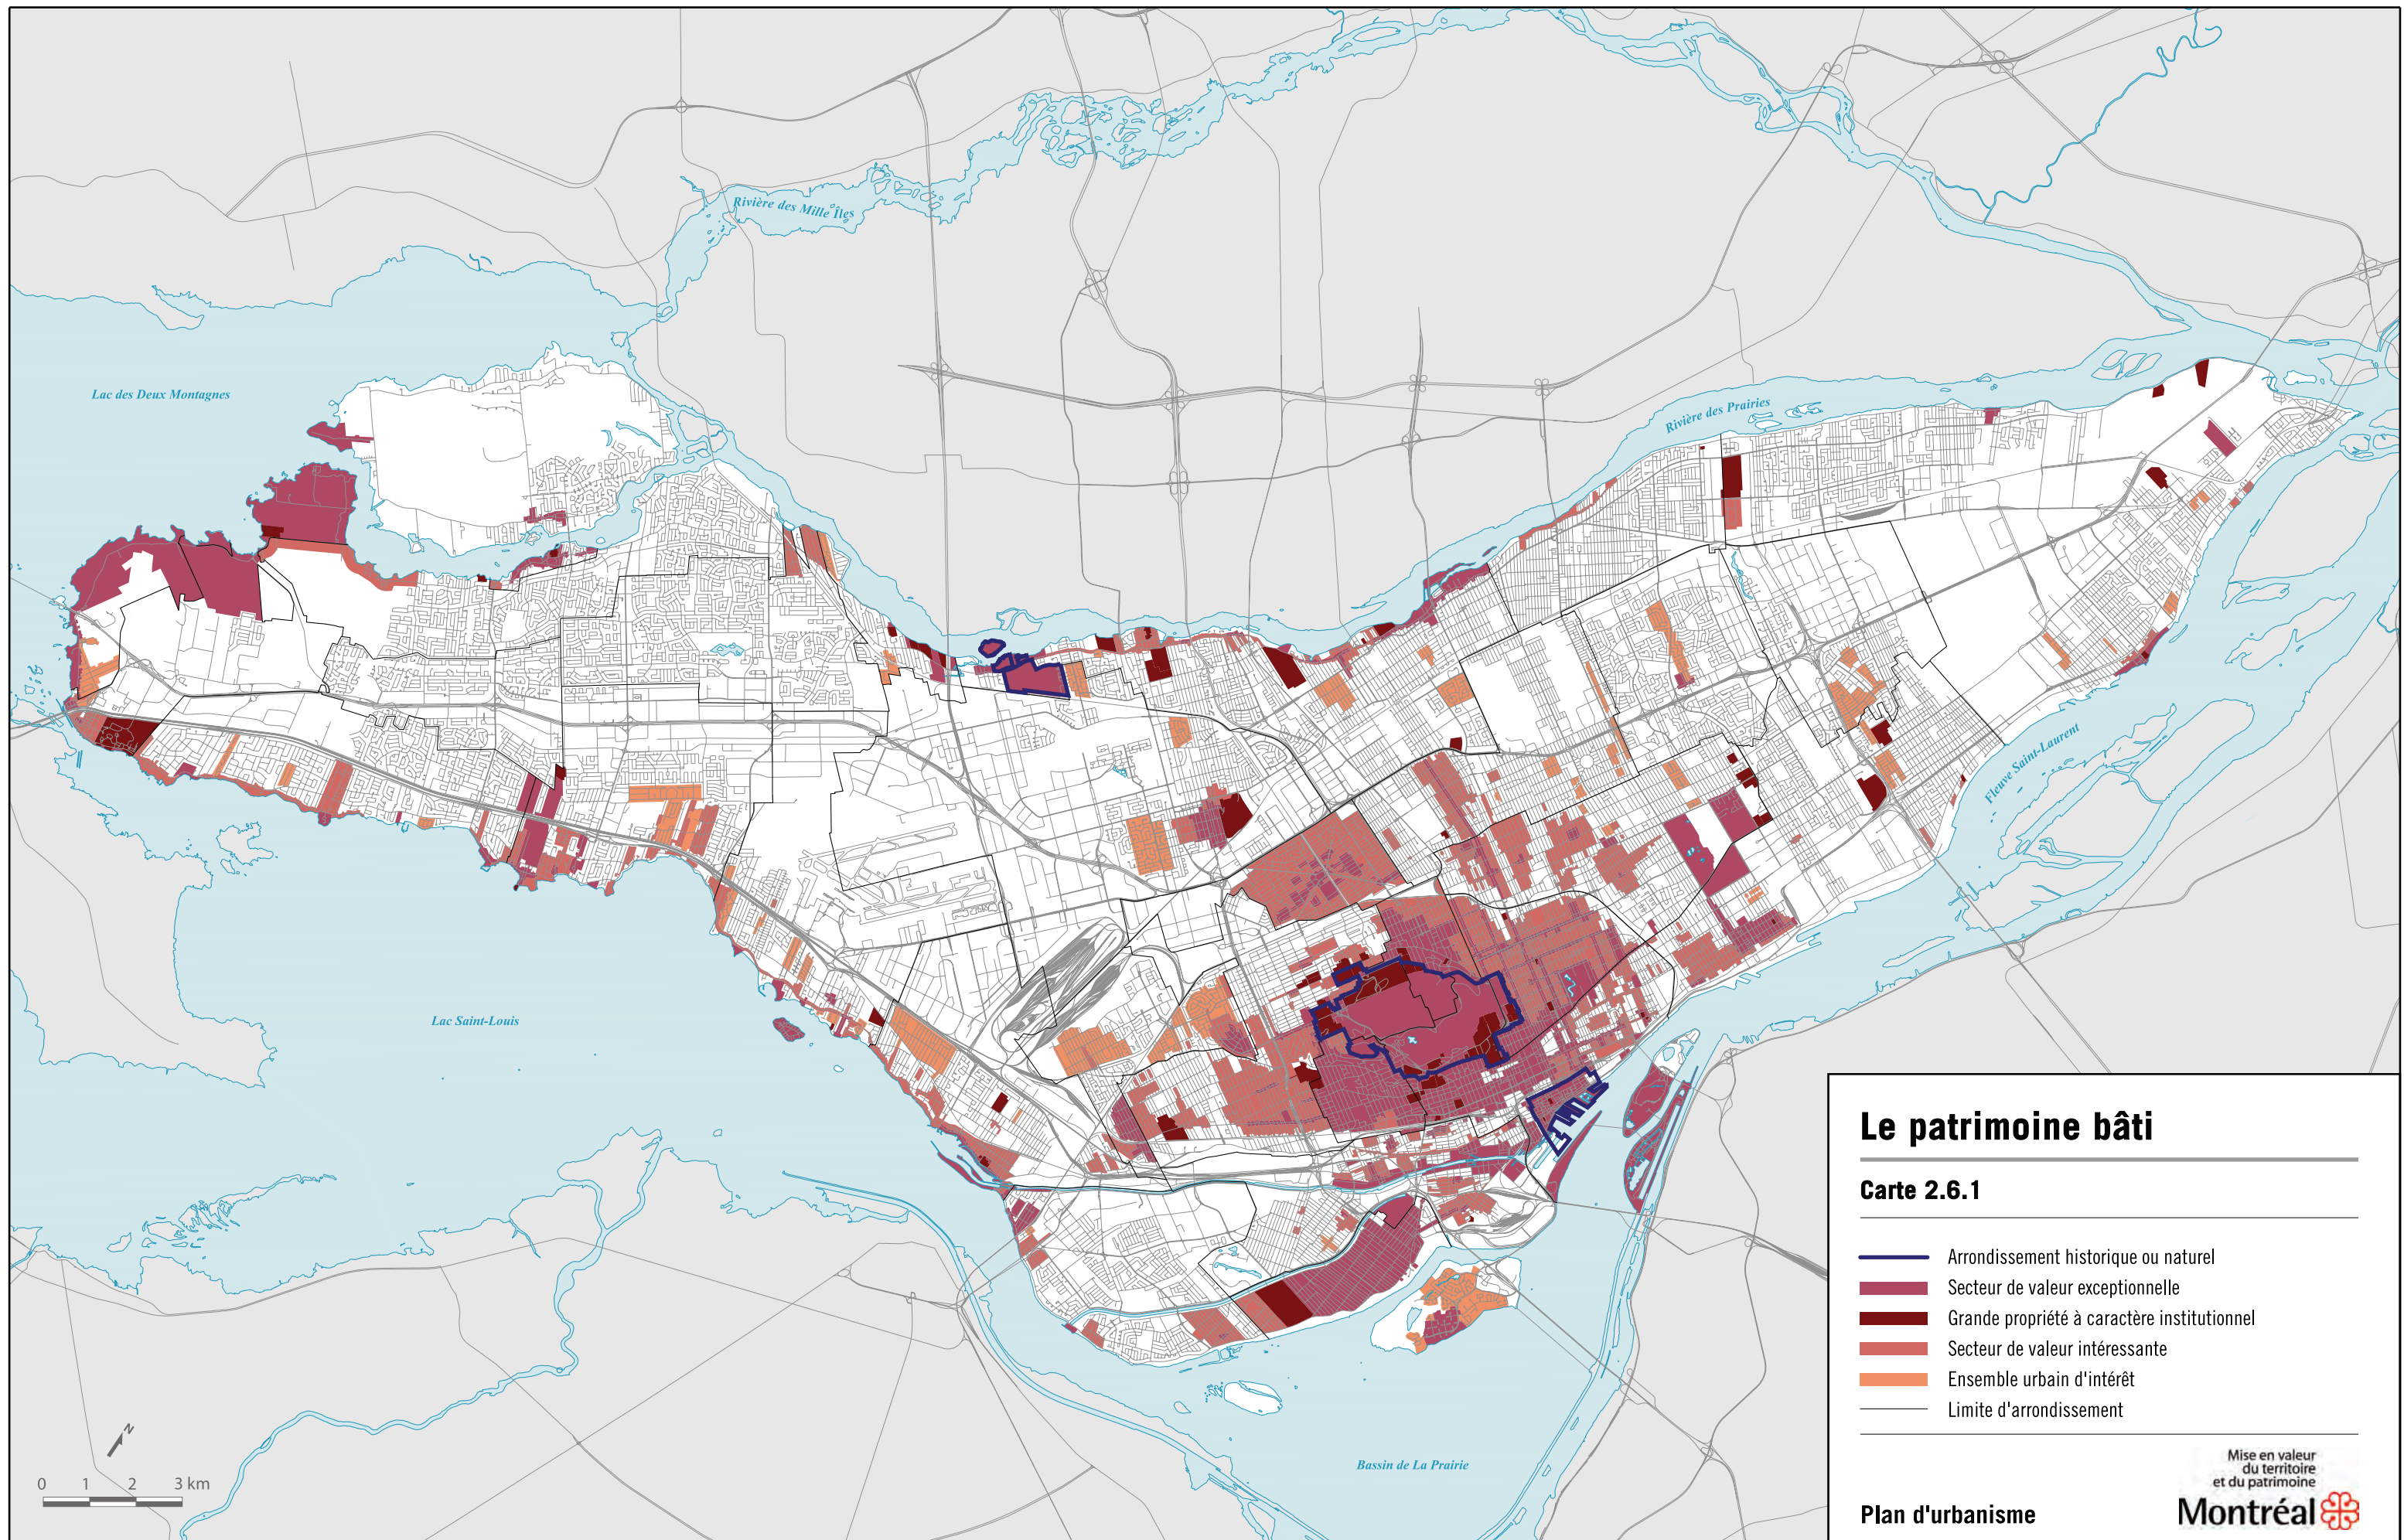 Rivière des Mille Îles
Lac des Deux Montagnes
Rivière des Prairies
Fleuve Saint-Laurent
Lac Saint-Louis
Bassin de La Prairie
N
0 1 2 3 km
Le patrimoine bâti
Carte 2.6.1
Arrondissement historique ou naturel
Secteur de valeur exceptionnelle
Grande propriété à caractère institutionnel
Secteur de valeur intéressante
Ensemble urbain d'intérêt
Limite d'arrondissement
Mise en valeur
du territoire
et du patrimoine
Plan d'urbanisme
Montréal